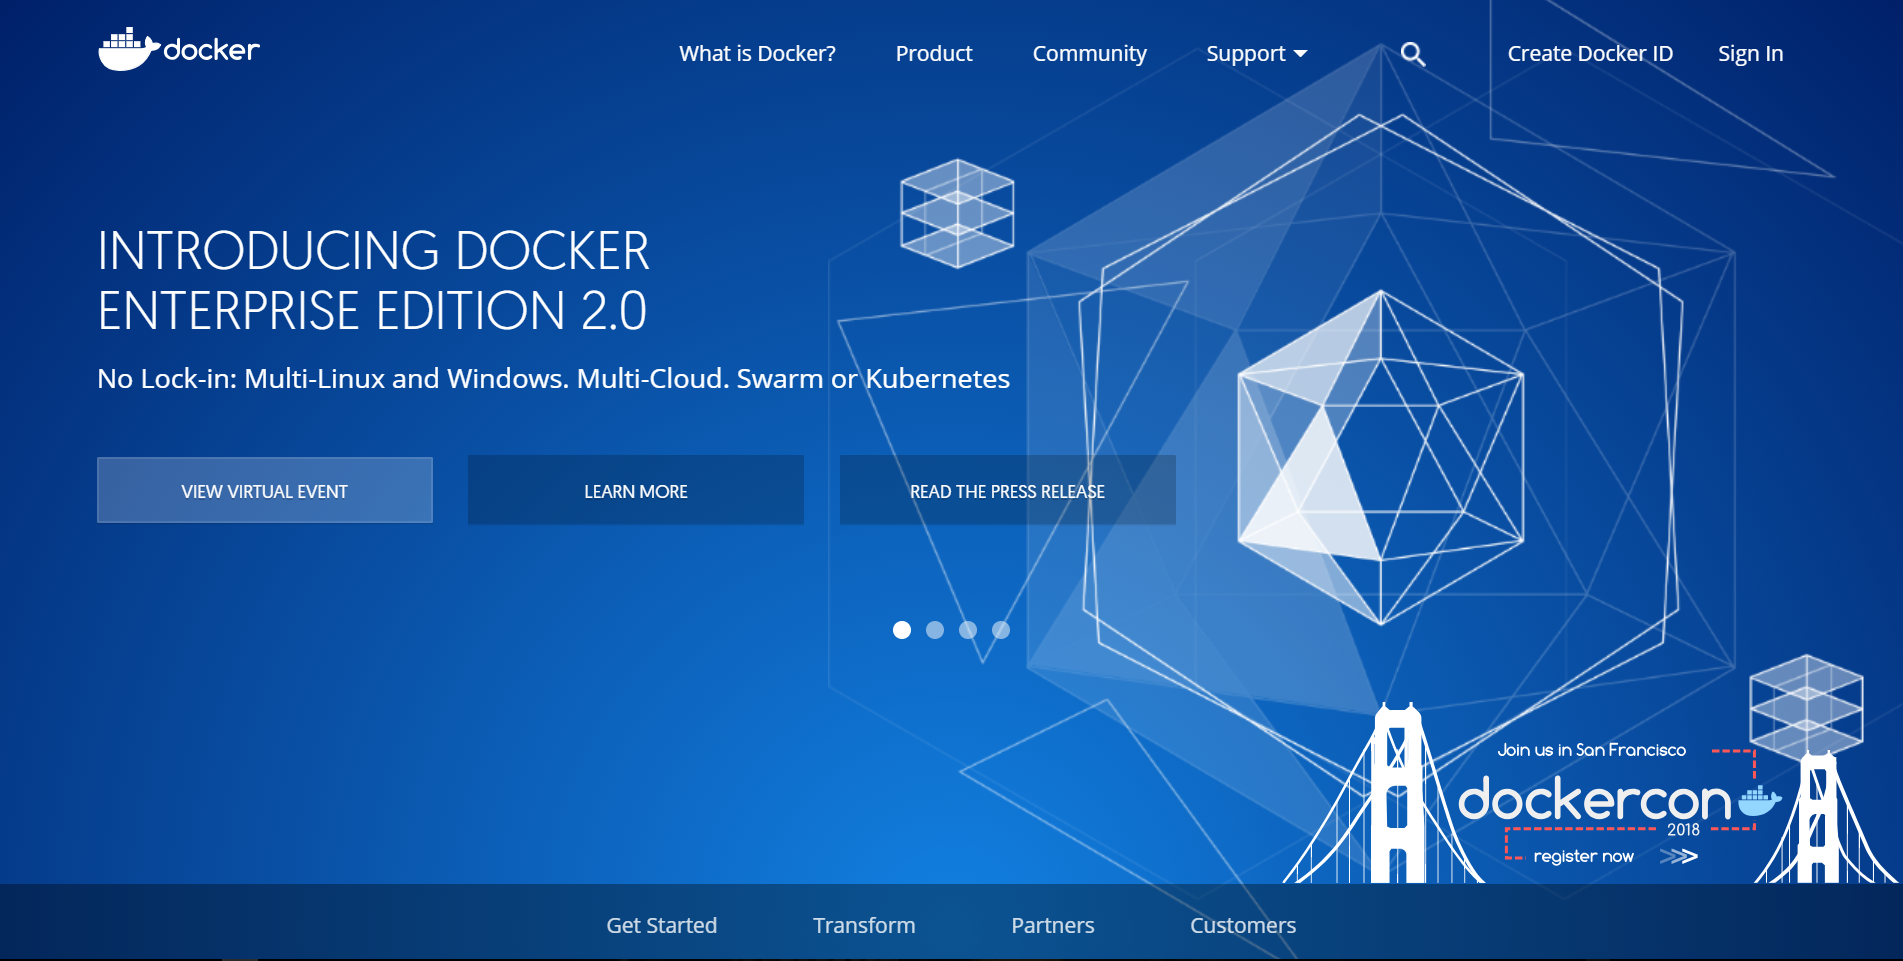 docker
What is Docker? Product Community Support Create Docker ID Sign In
INTRODUCING DOCKER
ENTERPRISE EDITION 2.0
No Lock-in: Multi-Linux and Windows. Multi-Cloud. Swarm or Kubernetes
VIEW VIRTUAL EVENT LEARN MORE READ THE PRESS RELEASE
Join us in San Francisco
dockercon
2018
register now
Get Started Transform Partners Customers